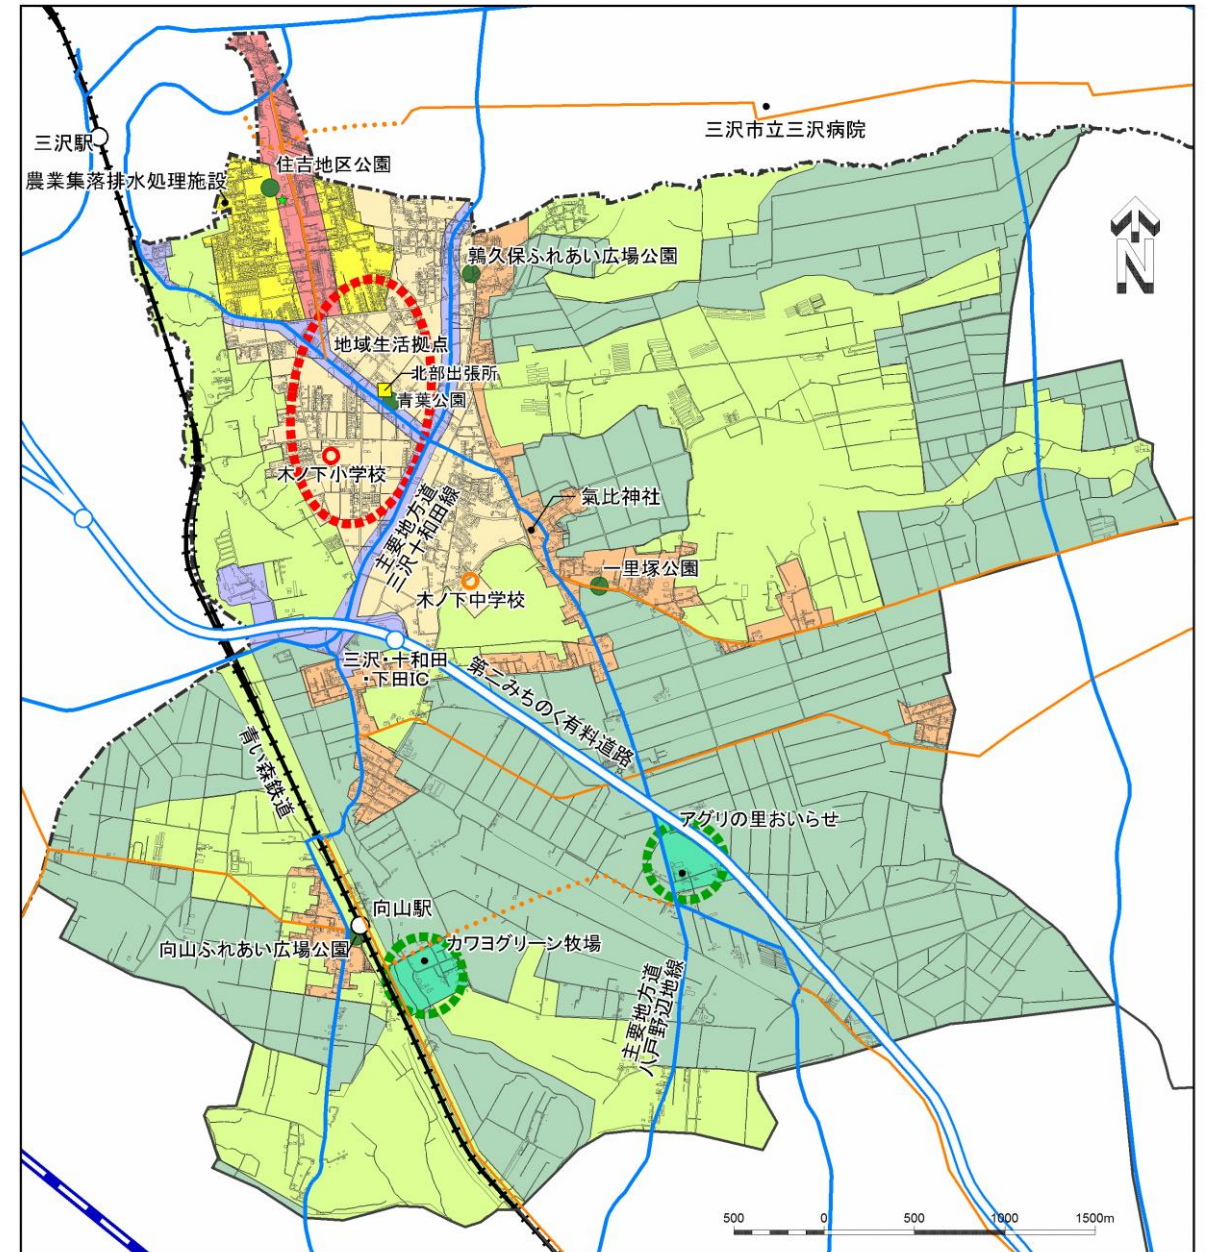 三沢市立三沢病院
三沢駅
住吉地区公園
農業集落排水処理施設
鶉久保ふれあい広場公園
N
地域生活拠点
北部出張所
青葉公園
木ノ下小学校
氣比神社
主要地方道
三沢十和田線
一里塚公園
木ノ下中学校
三沢・十和田
・下田IC
第二みちのく有料道路
青い森鉄道
アグリの里おいらせ
向山駅
向山ふれあい広場公園
カワヨグリーン牧場
主要地方道
八戸野辺地線
500 0 500 1000 1500m